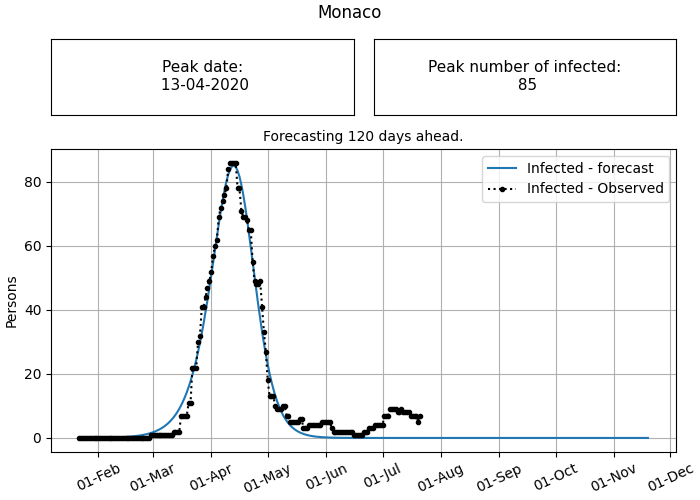 Monaco
Peak date:
13-04-2020
Peak number of infected:
85
Forecasting 120 days ahead.
Infected - forecast
Infected - Observed
Persons
80
60
40
20
0
01-Feb
01-Mar
01-Apr
01-May
01-Jun
01-Jul
01-Aug
01-Sep
01-Oct
01-Nov
01-Dec